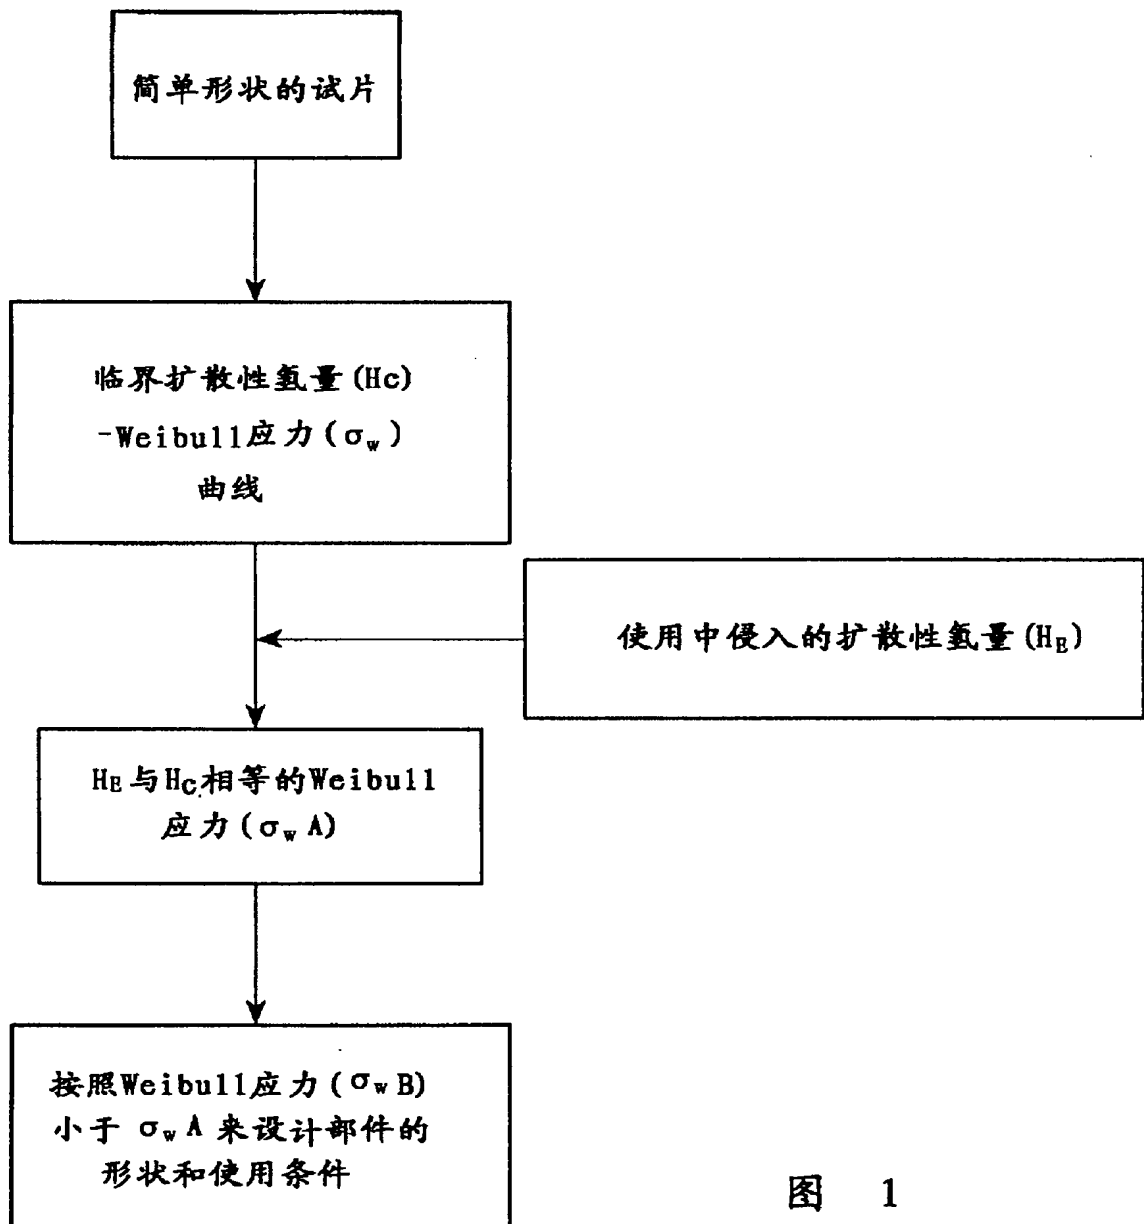 简单形状的试片
临界扩散性氢量(Hc)
-Weibull应力(σw)
曲线
使用中侵入的扩散性氢量(HE)
HE与HC相等的Weibull
应力(σw A)
按照Weibull应力(σw B)
小于 σw A 来设计部件的
形状和使用条件
图 1